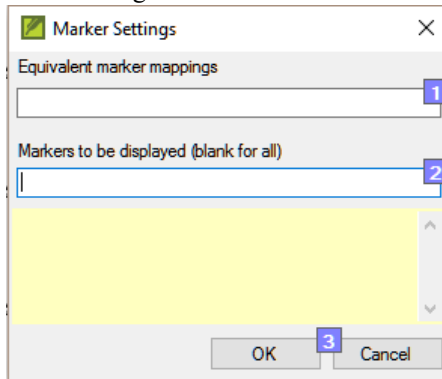 Marker Settings
Equivalent marker mappings
1
Markers to be displayed (blank for all)
2
3
OK
Cancel